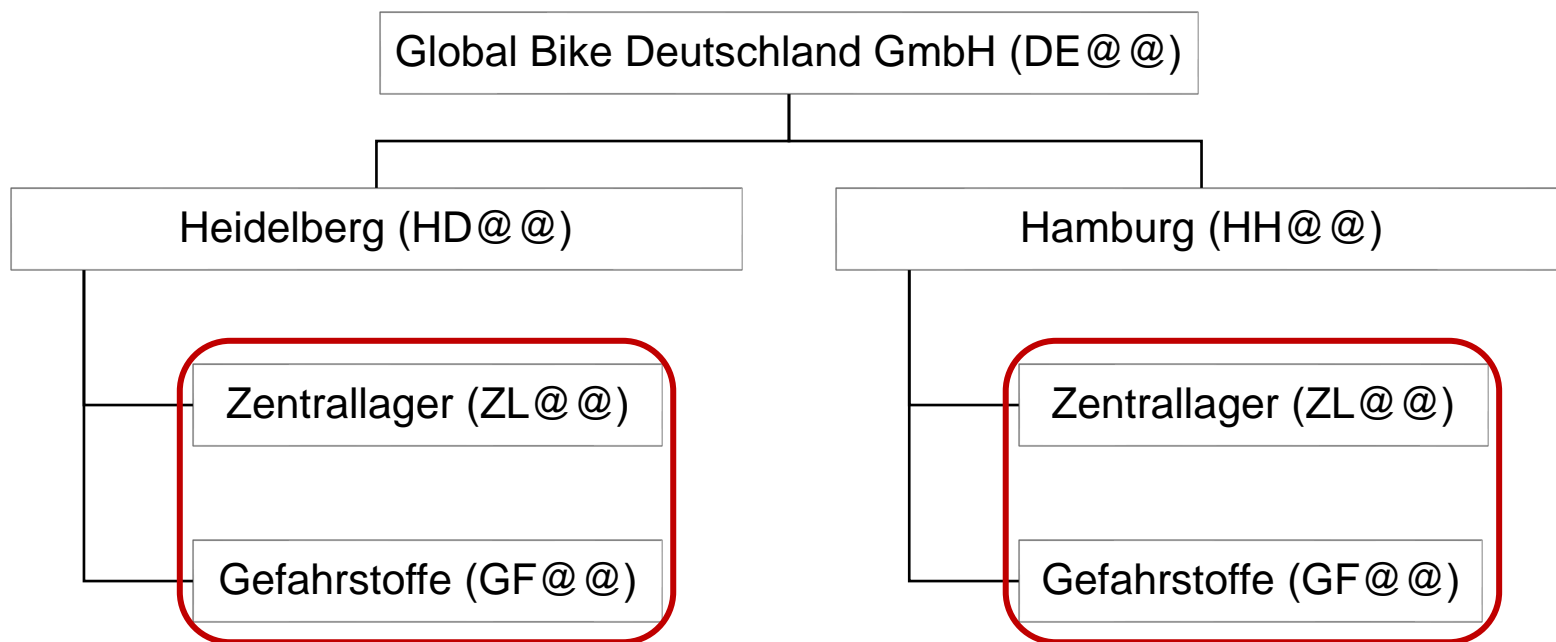 Global Bike Deutschland GmbH (DE@@)
Heidelberg (HD@@)
Hamburg (HH@@)
Zentrallager (ZL@@)
Zentrallager (ZL@@)
Gefahrstoffe (GF@@)
Gefahrstoffe (GF@@)